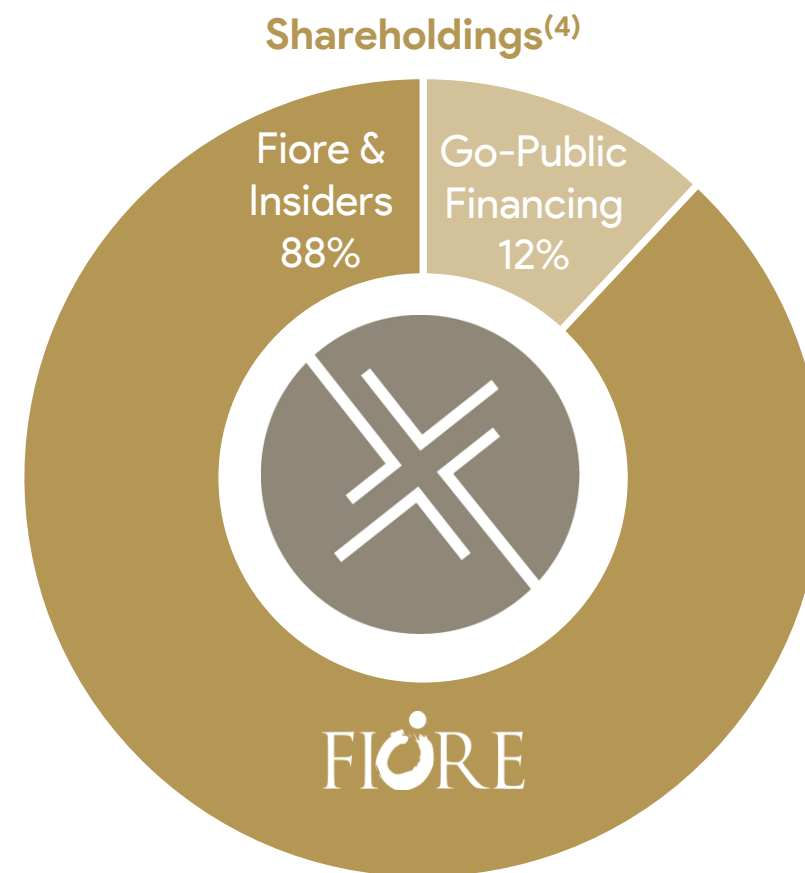 Shareholdings(4)
Fiore &
Insiders
88%
Go-Public
Financing
12%
FIORE